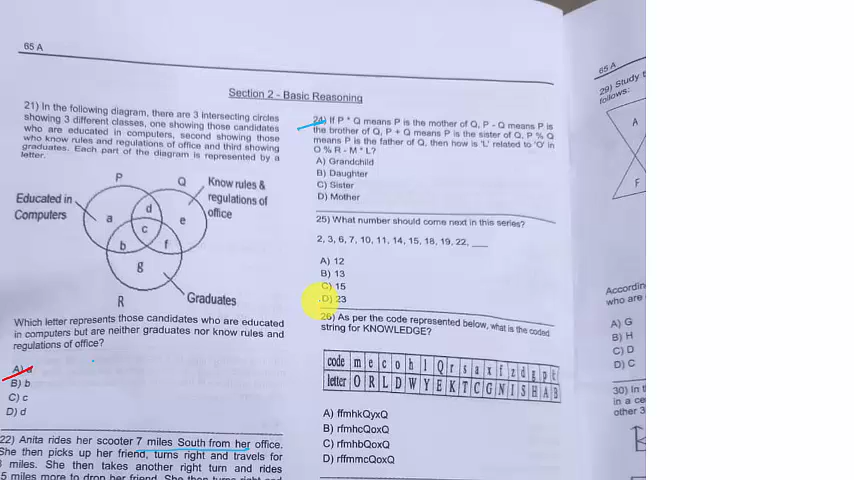 65 A
Section 2 - Basic Reasoning
21) In the following diagram, there are 3 intersecting circles
showing 3 different classes, one showing those candidates
who are educated in computers, second showing those
who know rules and regulations of office and third showing
graduates. Each part of the diagram is represented by a
letter.
P
Q
Educated in
Computers
Know rules &
regulations of
office
a
d
e
c
b
f
g
R
Graduates
Which letter represents those candidates who are educated
in computers but are neither graduates nor know rules and
regulations of office?
A) a
B) b
C) c
D) d
22) Anita rides her scooter 7 miles South from her office.
She then picks up her friend, turns right and travels for
miles. She then takes another right turn and rides
5 miles more to drop her friend. She then turns right and
24) If P * Q means P is the mother of Q, P - Q means P is
the brother of Q, P + Q means P is the sister of Q, P % Q
means P is the father of Q, then how is 'L' related to 'O' in
O % R - M * L?
A) Grandchild
B) Daughter
C) Sister
D) Mother
25) What number should come next in this series?
2, 3, 6, 7, 10, 11, 14, 15, 18, 19, 22, ___
A) 12
B) 13
C) 15
D) 23
26) As per the code represented below, what is the coded
string for KNOWLEDGE?
code m e c o h l Q r s a x f z d g p t
letter O R L D W Y E K T C G N I S H A B
A) ffmhkQyxQ
B) rfmhcQoxQ
C) rfmhbQoxQ
D) rffmmcQoxQ
65 A
29) Study t
follows:
A
F
Accordin
who are
A) G
B) H
C) D
D) C
30) In t
in a ce
other 3